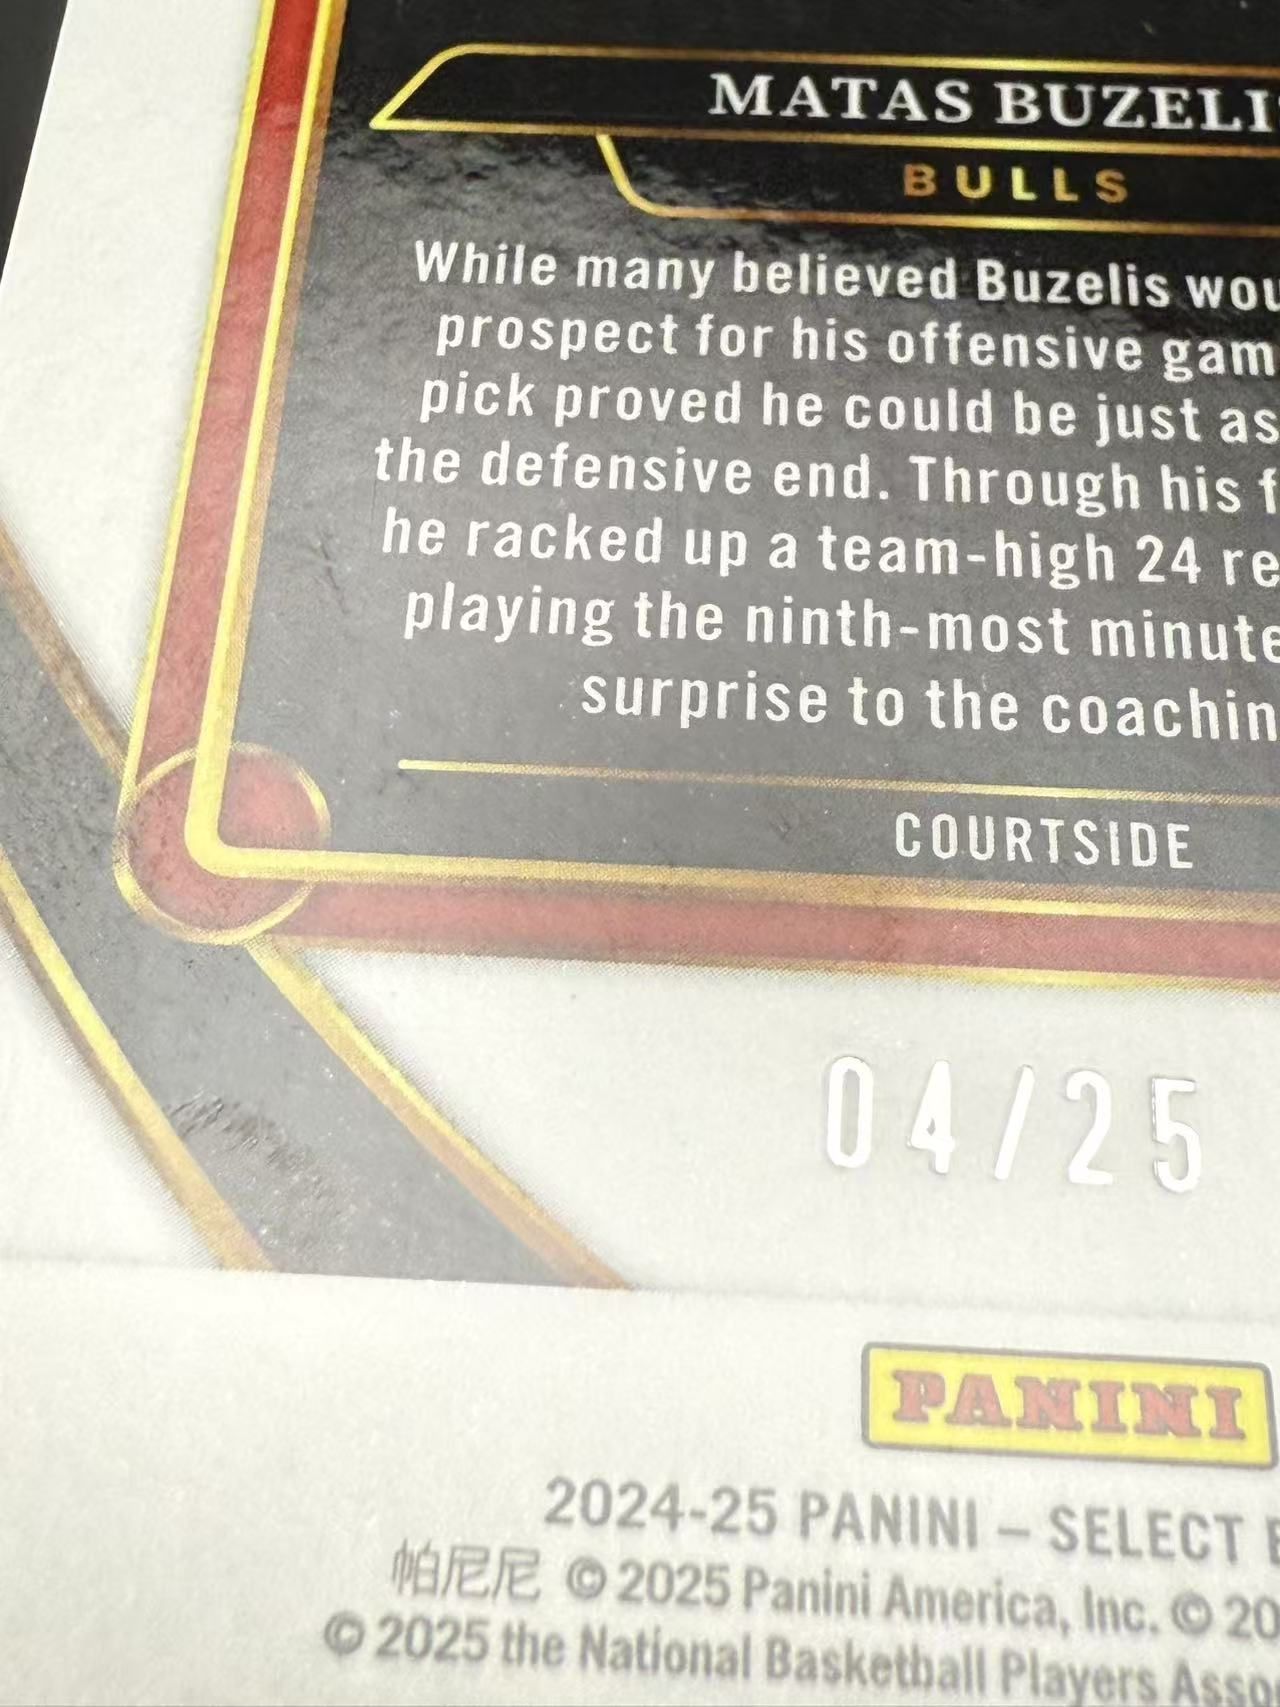 MATAS BUZELI
BULLS
While many believed Buzelis wou
prospect for his offensive gam
pick proved he could be just as
the defensive end. Through his f
he racked up a team-high 24 re
playing the ninth-most minute
surprise to the coachin
COURTSIDE
04/25
PANINI
2024-25 PANINI – SELECT B
帕尼尼 © 2025 Panini America, Inc. © 20
© 2025 the National Basketball Players Asso